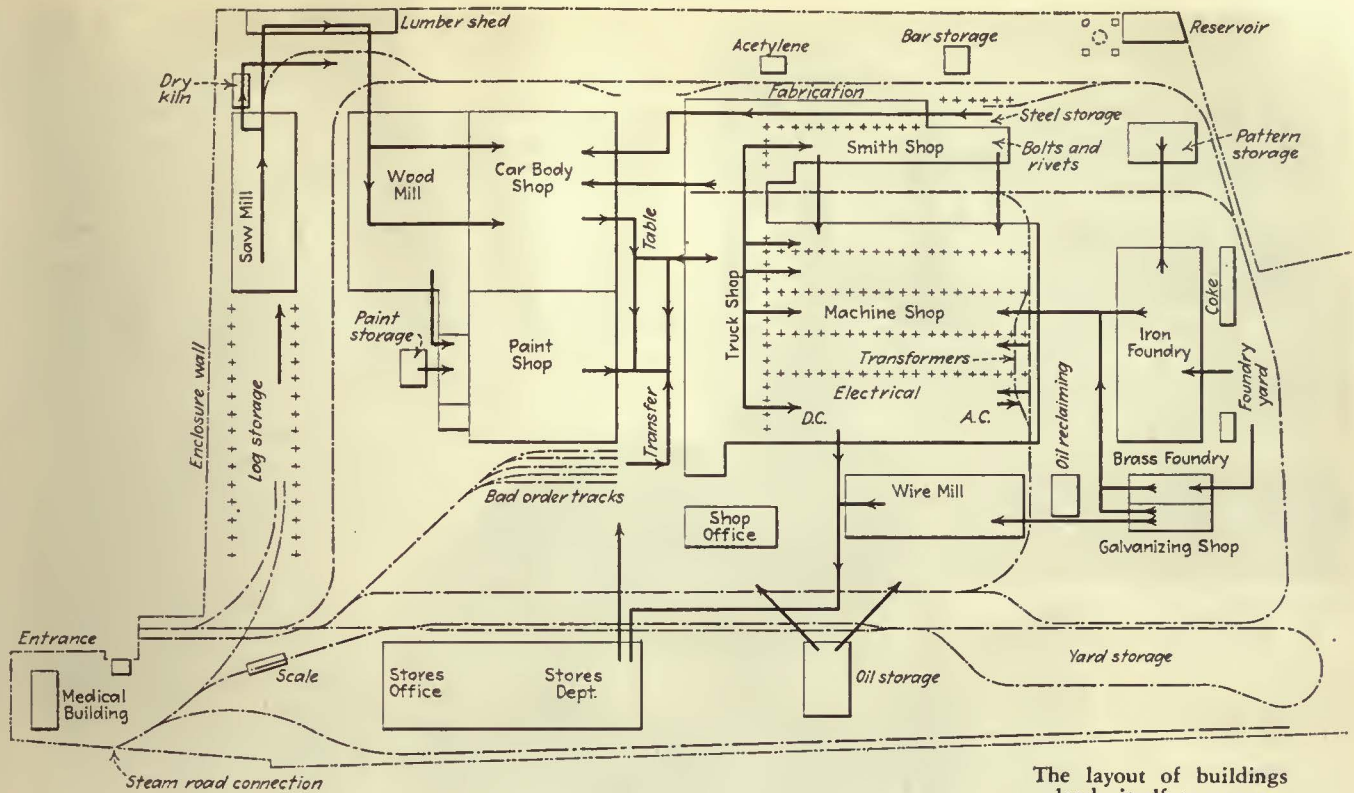 Lumber shed
Acetylene
Bar storage
Reservoir
Dry
kiln
Fabrication
Steel storage
Smith Shop
Bolts and
rivets
Pattern
storage
Saw Mill
Wood
Mill
Car Body
Shop
Table
Truck Shop
Machine Shop
Coke
Iron
Foundry
Paint
storage
Paint
Shop
Transformers
Electrical
D.C.
A.C.
Foundry
yard
Enclosure wall
Log storage
Transfer
Oil reclaiming
Brass Foundry
Bad order tracks
Wire Mill
Shop
Office
Galvanizing Shop
Entrance
Scale
Stores
Office
Stores
Dept.
Oil storage
Yard storage
Medical
Building
Steam road connection
The layout of buildings